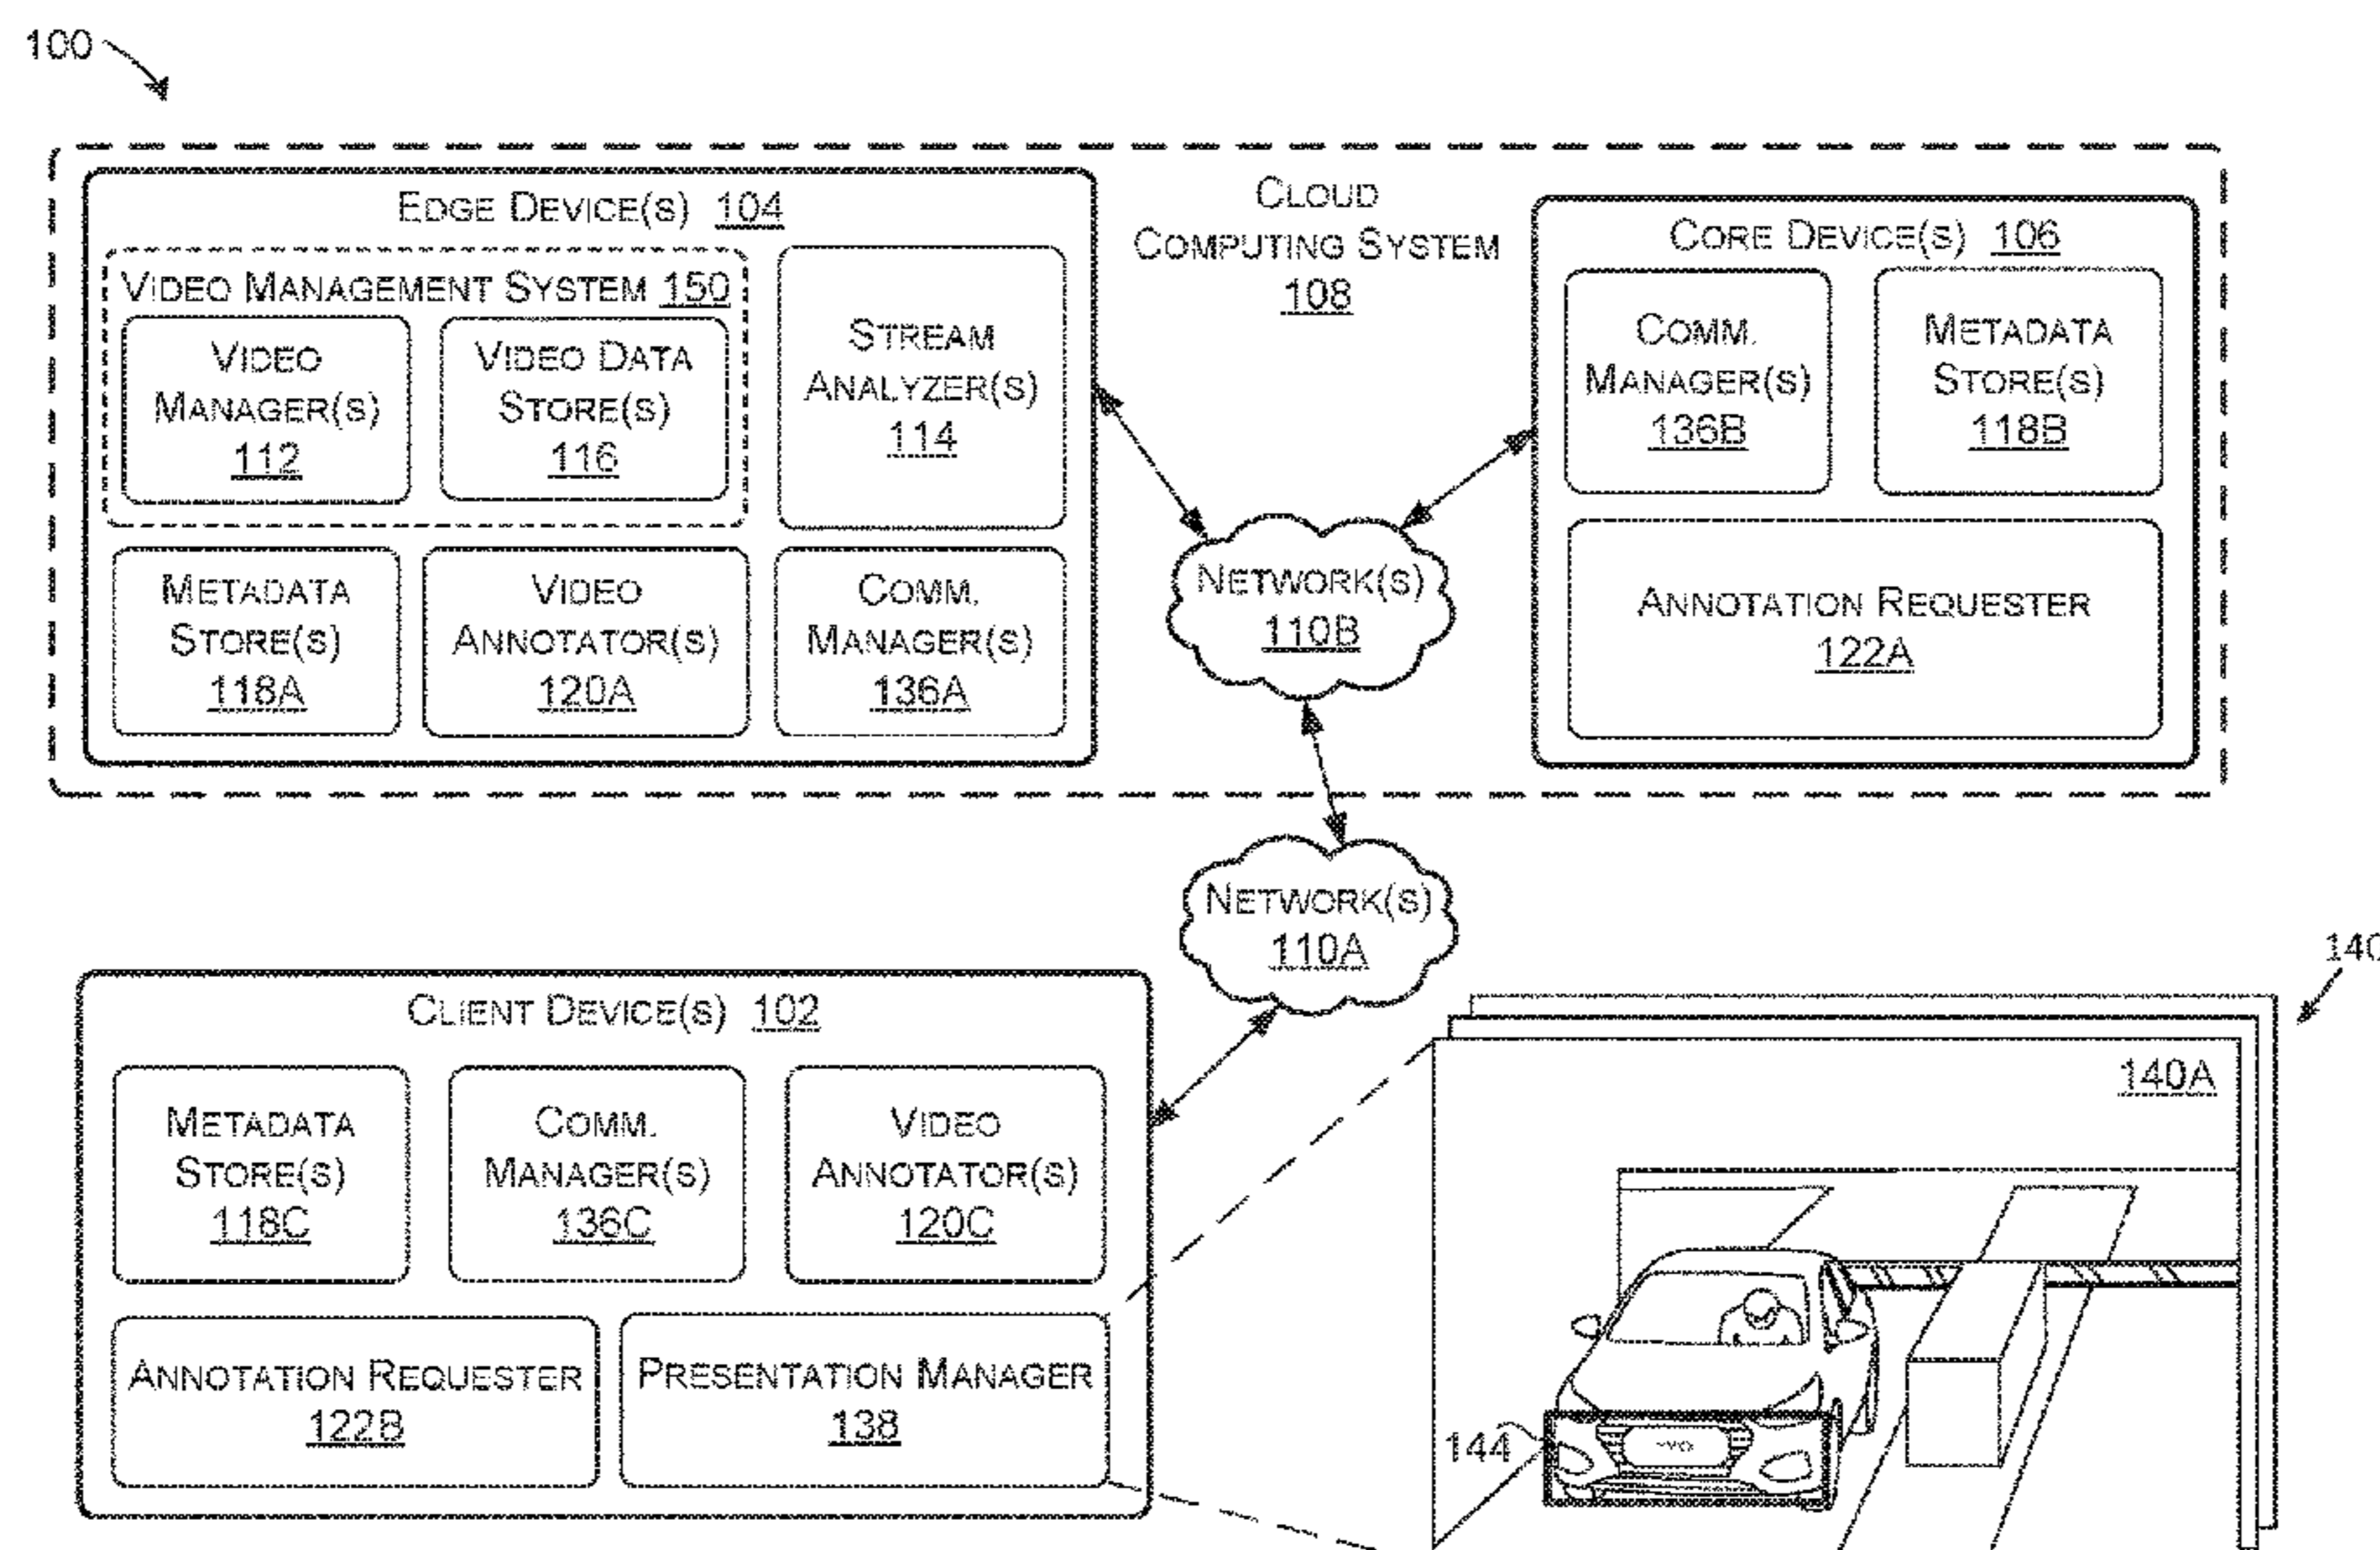 100
EDGE DEVICE(S) 104
VIDEO MANAGEMENT SYSTEM 150
VIDEO
MANAGER(S)
112
VIDEO DATA
STORE(S)
116
STREAM
ANALYZER(S)
114
METADATA
STORE(S)
118A
VIDEO
ANNOTATOR(S)
120A
COMM.
MANAGER(S)
136A
CLOUD
COMPUTING SYSTEM
108
CORE DEVICE(S) 106
COMM.
MANAGER(S)
136B
METADATA
STORE(S)
118B
ANNOTATION REQUESTER
122A
NETWORK(S)
110B
NETWORK(S)
110A
CLIENT DEVICE(S) 102
METADATA
STORE(S)
118C
COMM.
MANAGER(S)
136C
VIDEO
ANNOTATOR(S)
120C
ANNOTATION REQUESTER
122B
PRESENTATION MANAGER
138
140
140A
144